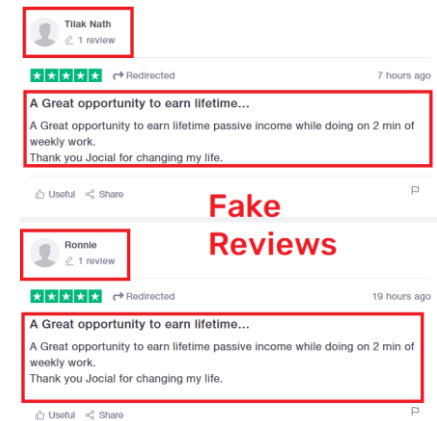 Tilak Nath
1 review
Redirected
7 hours ago
A Great opportunity to earn lifetime...
A Great opportunity to earn lifetime passive income while doing on 2 min of
weekly work.
Thank you Jocial for changing my life.
Useful Share
Fake
Reviews
Ronnie
1 review
Redirected
19 hours ago
A Great opportunity to earn lifetime...
A Great opportunity to earn lifetime passive income while doing on 2 min of
weekly work.
Thank you Jocial for changing my life.
Useful Share